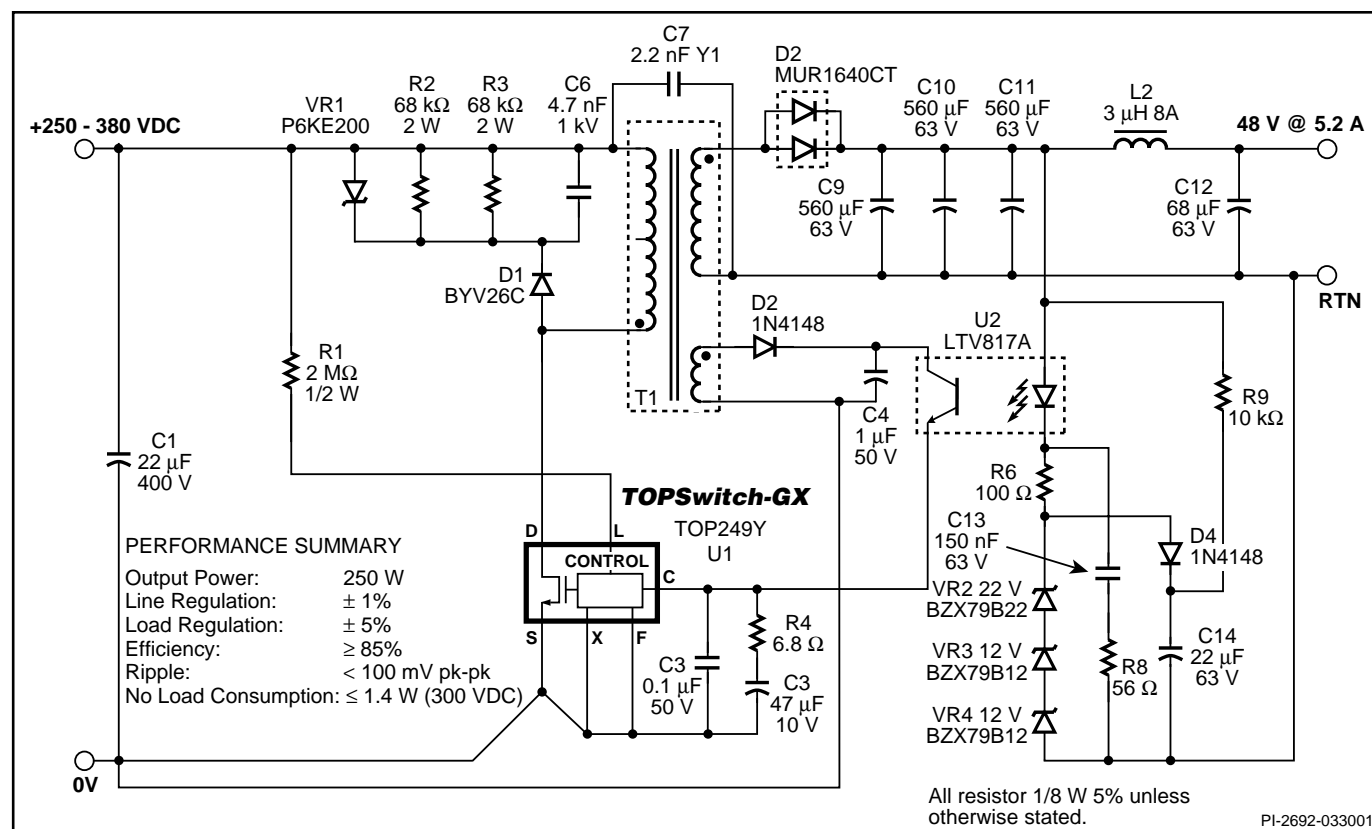 C7
2.2 nF Y1
D2
MUR1640CT
R2
68 kΩ
2 W
R3
68 kΩ
2 W
C6
4.7 nF
1 kV
VR1
P6KE200
C10
560 µF
63 V
C11
560 µF
63 V
L2
3 µH 8A
+250 - 380 VDC
48 V @ 5.2 A
C9
560 µF
63 V
C12
68 µF
63 V
D1
BYV26C
RTN
D2
1N4148
U2
LTV817A
R1
2 MΩ
1/2 W
T1
R9
10 kΩ
C4
1 µF
50 V
C1
22 µF
400 V
R6
100 Ω
TOPSwitch-GX
TOP249Y
U1
D
L
CONTROL
C
S
X
F
C13
150 nF
63 V
D4
1N4148
PERFORMANCE SUMMARY
Output Power: 250 W
Line Regulation: ± 1%
Load Regulation: ± 5%
Efficiency: ≥ 85%
Ripple: < 100 mV pk-pk
No Load Consumption: ≤ 1.4 W (300 VDC)
VR2 22 V
BZX79B22
R4
6.8 Ω
C3
0.1 µF
50 V
C3
47 µF
10 V
VR3 12 V
BZX79B12
R8
56 Ω
C14
22 µF
63 V
VR4 12 V
BZX79B12
0V
All resistor 1/8 W 5% unless
otherwise stated.
PI-2692-033001